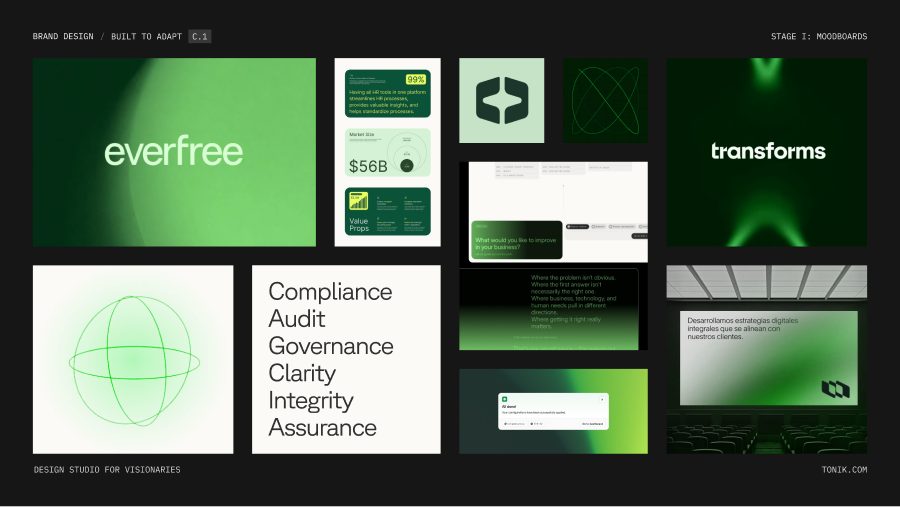 BRAND DESIGN / BUILT TO ADAPT C.1
STAGE I: MOODBOARDS
everfree
99%
Having all HR tools in one platform
streamlines HR processes,
provides valuable insights, and
helps standardize processes.
Market Size
$56B
Value
Props
transforms
What would you like to improve
in your business?
Where the problem isn't obvious.
Where the first answer isn't
necessarily the right one.
Where business, technology, and
human needs pull in different
directions.
Where getting it right really
matters.
Compliance
Audit
Governance
Clarity
Integrity
Assurance
Desarrollamos estrategias digitales
integrales que se alinean con
nuestros clientes.
DESIGN STUDIO FOR VISIONARIES
TONIK.COM